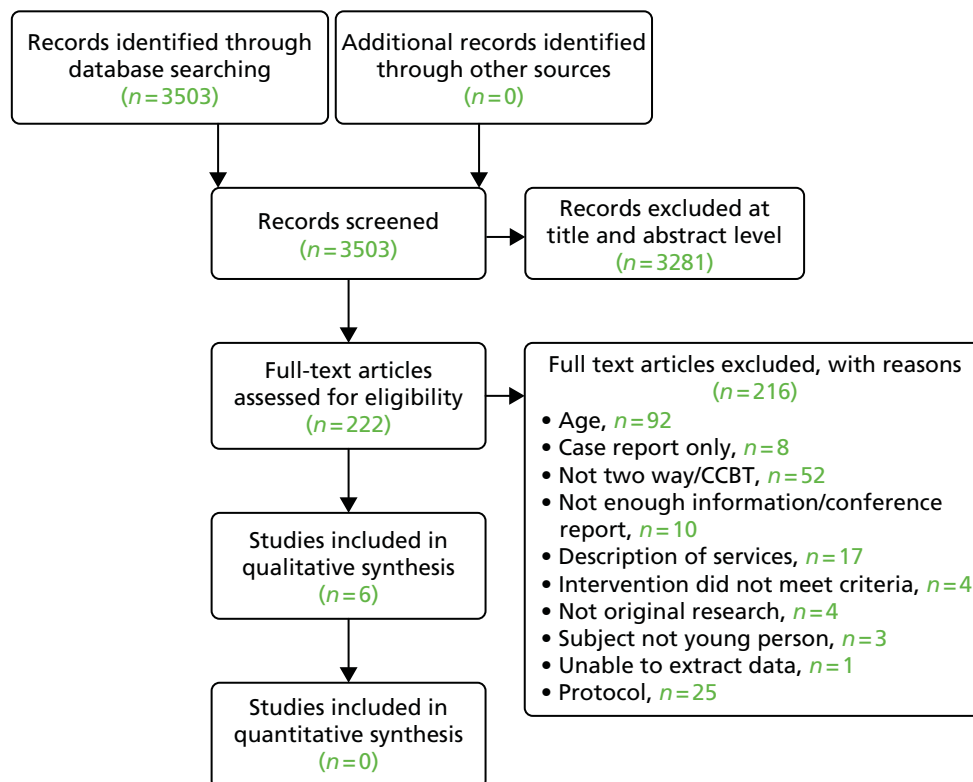 Records identified through
database searching
(n=3503)
Additional records identified
through other sources
(n=0)
Records screened
(n=3503)
Records excluded at
title and abstract level
(n=3281)
Full-text articles
assessed for eligibility
(n=222)
Full text articles excluded, with reasons
(n=216)
• Age, n=92
• Case report only, n=8
• Not two way/CCBT, n=52
• Not enough information/conference
report, n=10
• Description of services, n=17
• Intervention did not meet criteria, n=4
• Not original research, n=4
• Subject not young person, n=3
• Unable to extract data, n=1
• Protocol, n=25
Studies included in
qualitative synthesis
(n=6)
Studies included in
quantitative synthesis
(n=0)